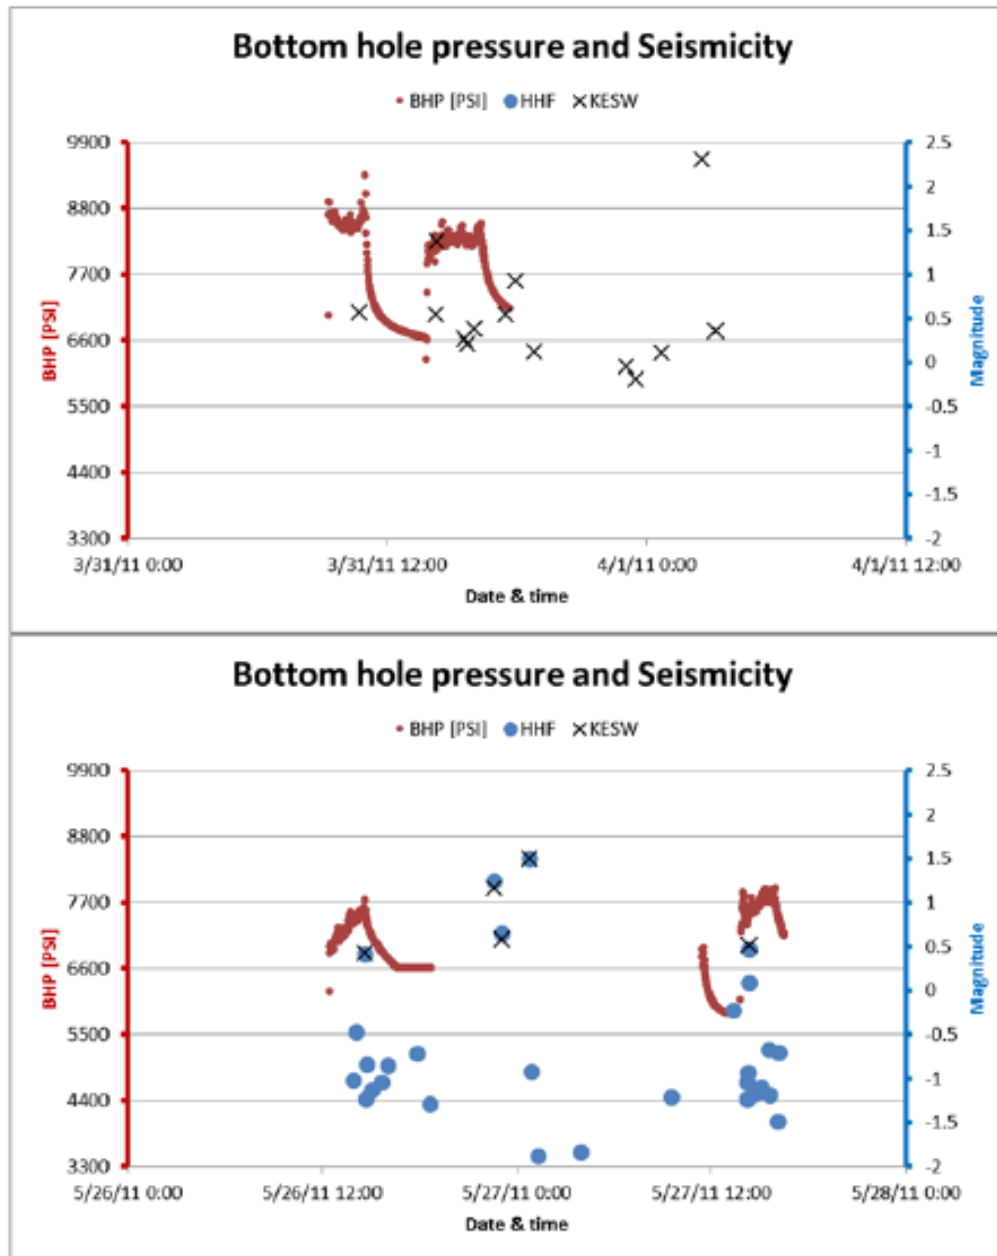 Bottom hole pressure and Seismicity
BHP [PSI] HHF KESW
9900 2.5
8800 2
1.5
7700 1
6600 0.5
0
5500 -0.5
4400 -1
-1.5
3300 -2
BHP [PSI]
Magnitude
3/31/11 0:00 3/31/11 12:00 4/1/11 0:00 4/1/11 12:00
Date & time
Bottom hole pressure and Seismicity
BHP [PSI] HHF KESW
9900 2.5
8800 2
1.5
7700 1
6600 0.5
0
5500 -0.5
4400 -1
-1.5
3300 -2
BHP [PSI]
Magnitude
5/26/11 0:00 5/26/11 12:00 5/27/11 0:00 5/27/11 12:00 5/28/11 0:00
Date & time